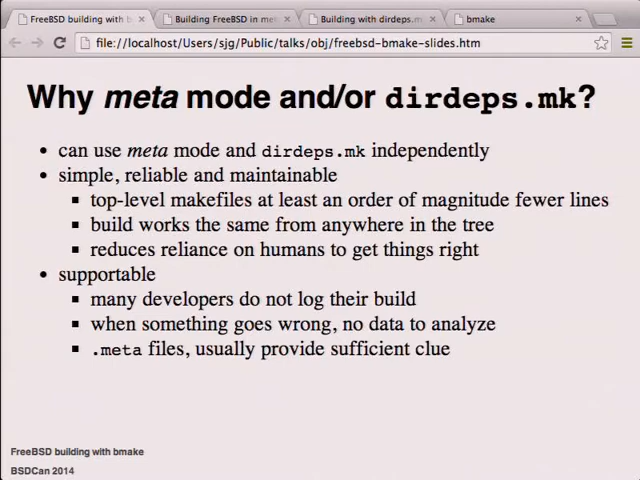 FreeBSD building with bmak
Building FreeBSD in met
Building with dirdeps.m
bmake
file://localhost/Users/sjg/Public/talks/obj/freebsd-bmake-slides.htm
Why meta mode and/or dirdeps.mk?
• can use meta mode and dirdeps.mk independently
• simple, reliable and maintainable
▪ top-level makefiles at least an order of magnitude fewer lines
▪ build works the same from anywhere in the tree
▪ reduces reliance on humans to get things right
• supportable
▪ many developers do not log their build
▪ when something goes wrong, no data to analyze
▪ .meta files, usually provide sufficient clue
FreeBSD building with bmake
BSDCan 2014